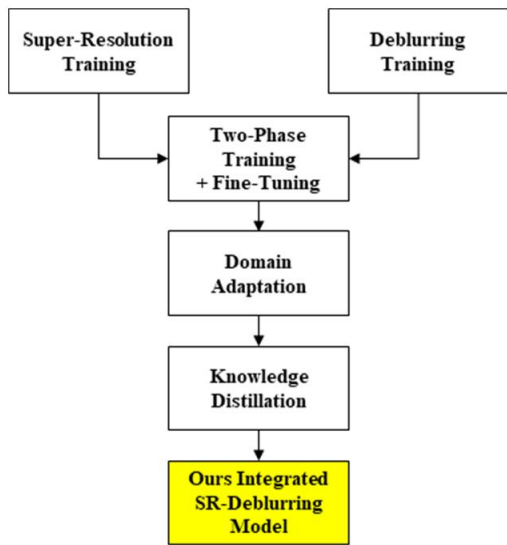 Super-Resolution
Training
Deblurring
Training
Two-Phase
Training
+ Fine-Tuning
Domain
Adaptation
Knowledge
Distillation
Ours Integrated
SR-Deblurring
Model